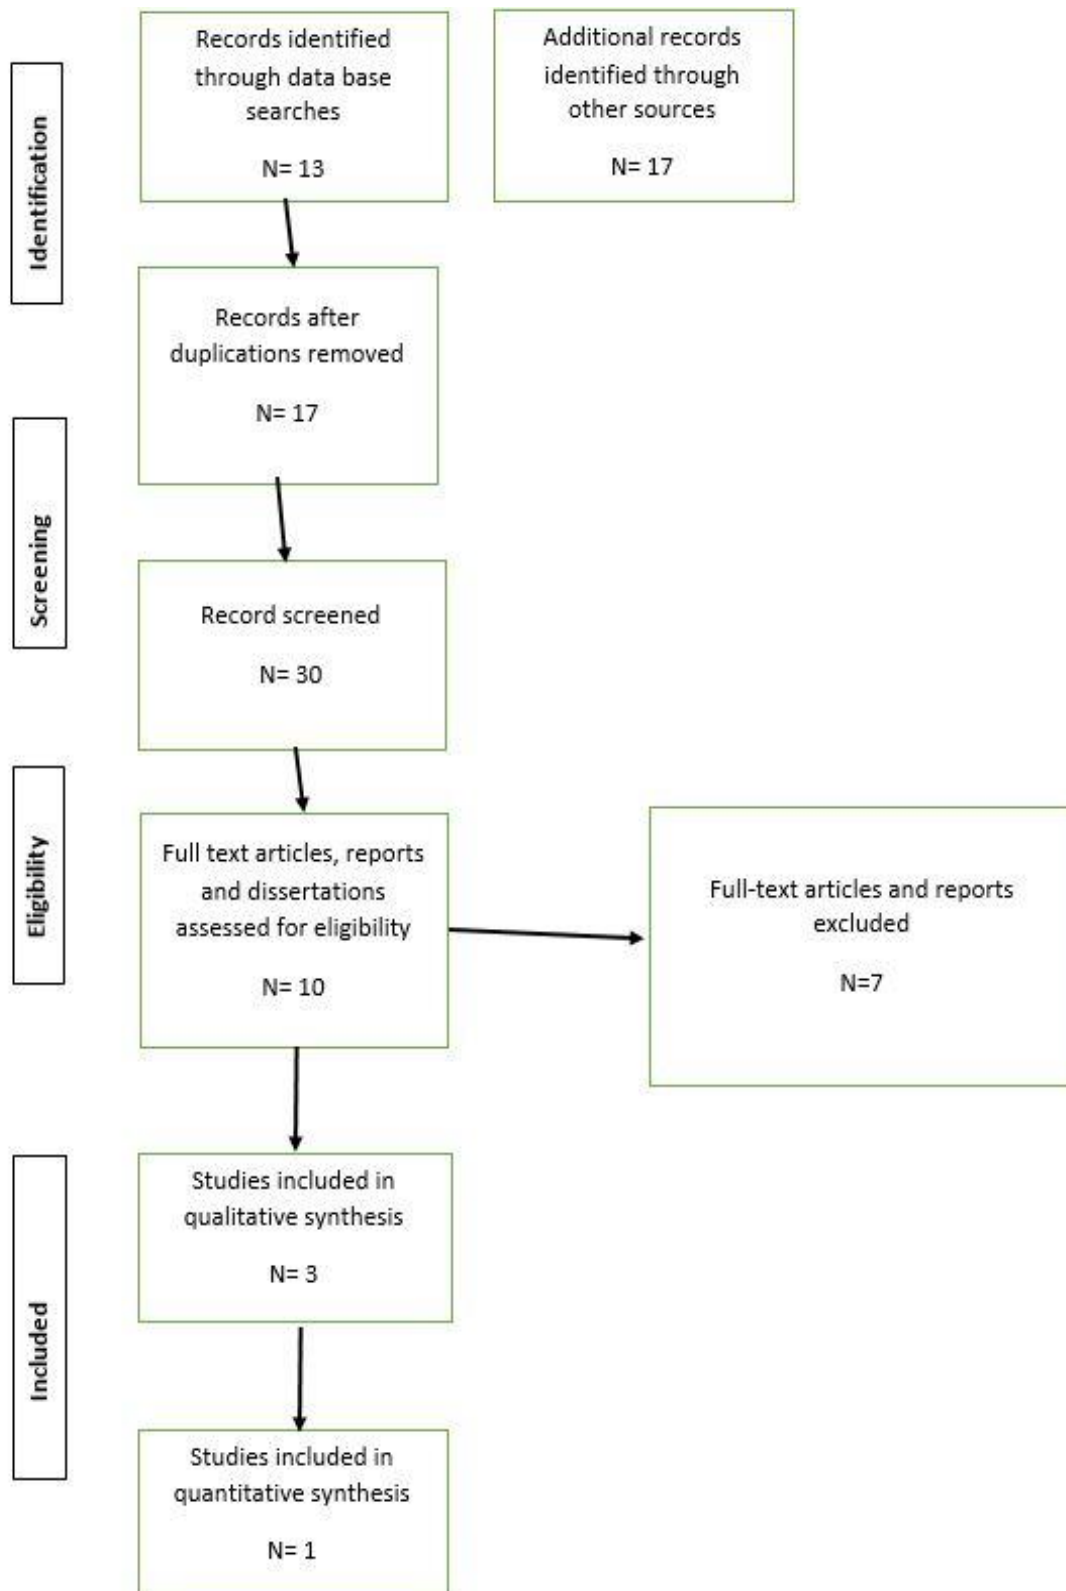 Records identified
through data base
searches
N= 13
Additional records
identified through
other sources
N= 17
Identification
Records after
duplications removed
N= 17
Screening
Record screened
N= 30
Eligibility
Full text articles, reports
and dissertations
assessed for eligibility
N= 10
Full-text articles and reports
excluded
N=7
Included
Studies included in
qualitative synthesis
N= 3
Studies included in
quantitative synthesis
N= 1